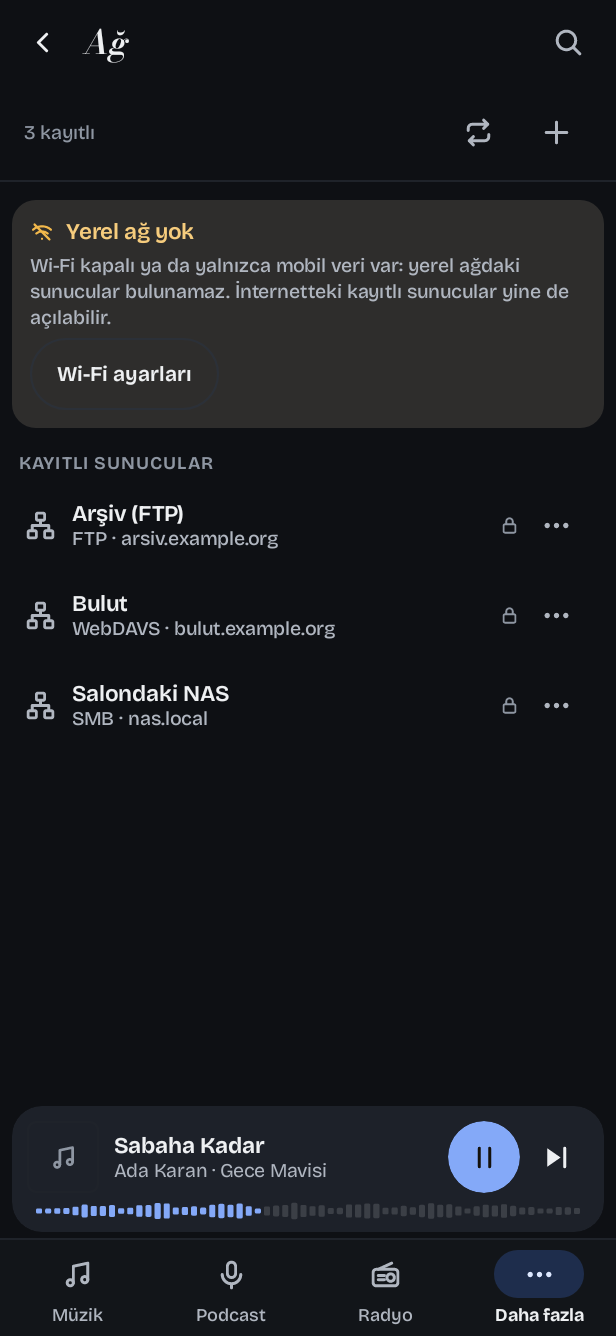 Ağ
3 kayıtlı
Yerel ağ yok
Wi-Fi kapalı ya da yalnızca mobil veri var: yerel ağdaki
sunucular bulunamaz. İnternetteki kayıtlı sunucular yine de
açılabilir.
Wi-Fi ayarları
KAYITLI SUNUCULAR
Arşiv (FTP)
FTP · arsiv.example.org
Bulut
WebDAVS · bulut.example.org
Salondaki NAS
SMB · nas.local
Sabaha Kadar
Ada Karan · Gece Mavisi
Müzik
Podcast
Radyo
Daha fazla